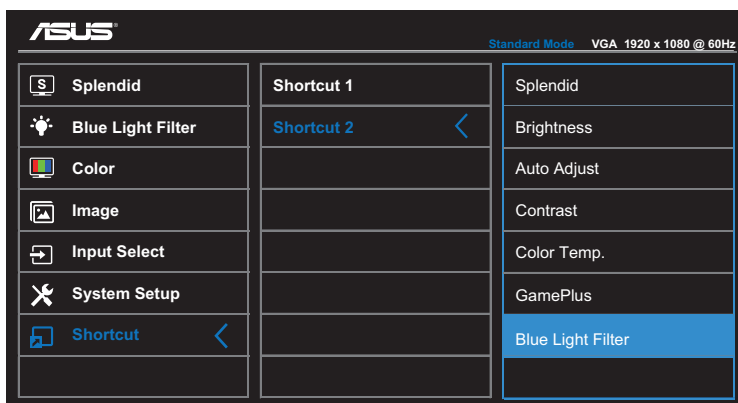 ASUS
Standard Mode VGA 1920 x 1080 @ 60Hz
S Splendid
Blue Light Filter
Color
Image
Input Select
System Setup
Shortcut
Shortcut 1
Shortcut 2
Splendid
Brightness
Auto Adjust
Contrast
Color Temp.
GamePlus
Blue Light Filter